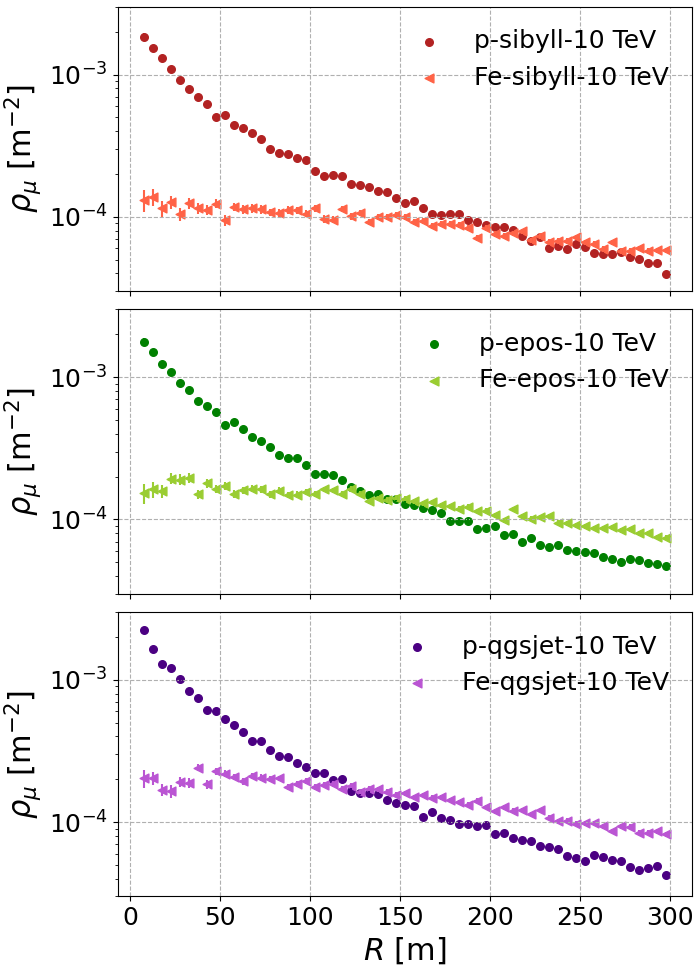 p-sibyll-10 TeV
Fe-sibyll-10 TeV
10⁻³
10⁻⁴
ρμ [m⁻²]
p-epos-10 TeV
Fe-epos-10 TeV
10⁻³
10⁻⁴
ρμ [m⁻²]
p-qgsjet-10 TeV
Fe-qgsjet-10 TeV
10⁻³
10⁻⁴
ρμ [m⁻²]
0 50 100 150 200 250 300
R [m]